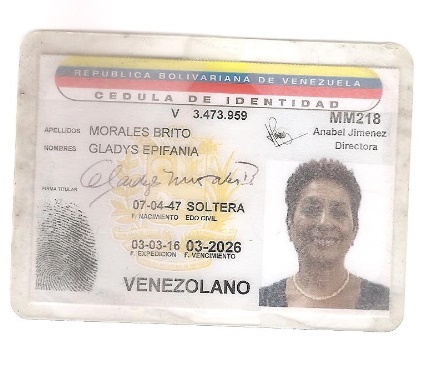 REPUBLICA BOLIVARIANA DE VENEZUELA
CEDULA DE IDENTIDAD
V 3.473.959 MM218
APELLIDOS MORALES BRITO Anabel Jimenez
NOMBRES GLADYS EPIFANIA Directora
Gladys Morales B
FIRMA TITULAR
07-04-47 SOLTERA
F. NACIMIENTO EDO CIVIL
03-03-16 03-2026
F. EXPEDICION F. VENCIMIENTO
VENEZOLANO